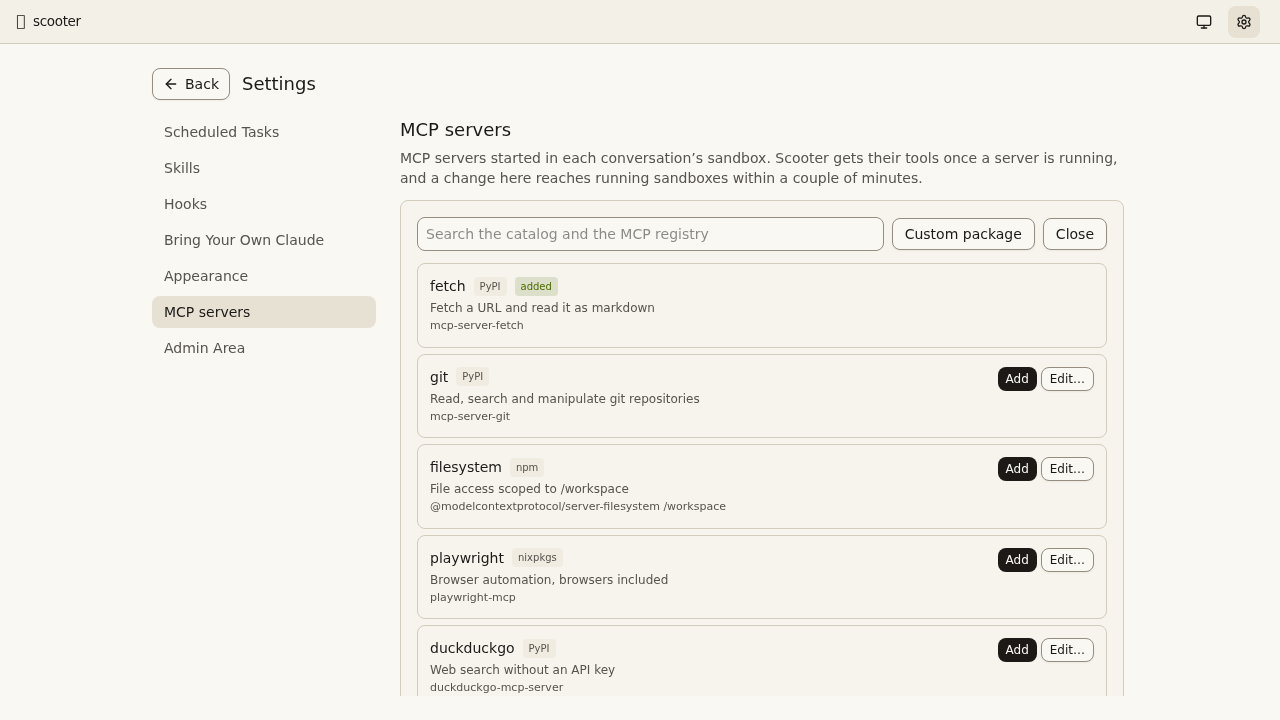 scooter
Back
Settings
Scheduled Tasks
Skills
Hooks
Bring Your Own Claude
Appearance
MCP servers
Admin Area
MCP servers
MCP servers started in each conversation’s sandbox. Scooter gets their tools once a server is running,
and a change here reaches running sandboxes within a couple of minutes.
Search the catalog and the MCP registry
Custom package
Close
fetch PyPI added
Fetch a URL and read it as markdown
mcp-server-fetch
git PyPI
Add Edit...
Read, search and manipulate git repositories
mcp-server-git
filesystem npm
Add Edit...
File access scoped to /workspace
@modelcontextprotocol/server-filesystem /workspace
playwright nixpkgs
Add Edit...
Browser automation, browsers included
playwright-mcp
duckduckgo PyPI
Add Edit...
Web search without an API key
duckduckgo-mcp-server